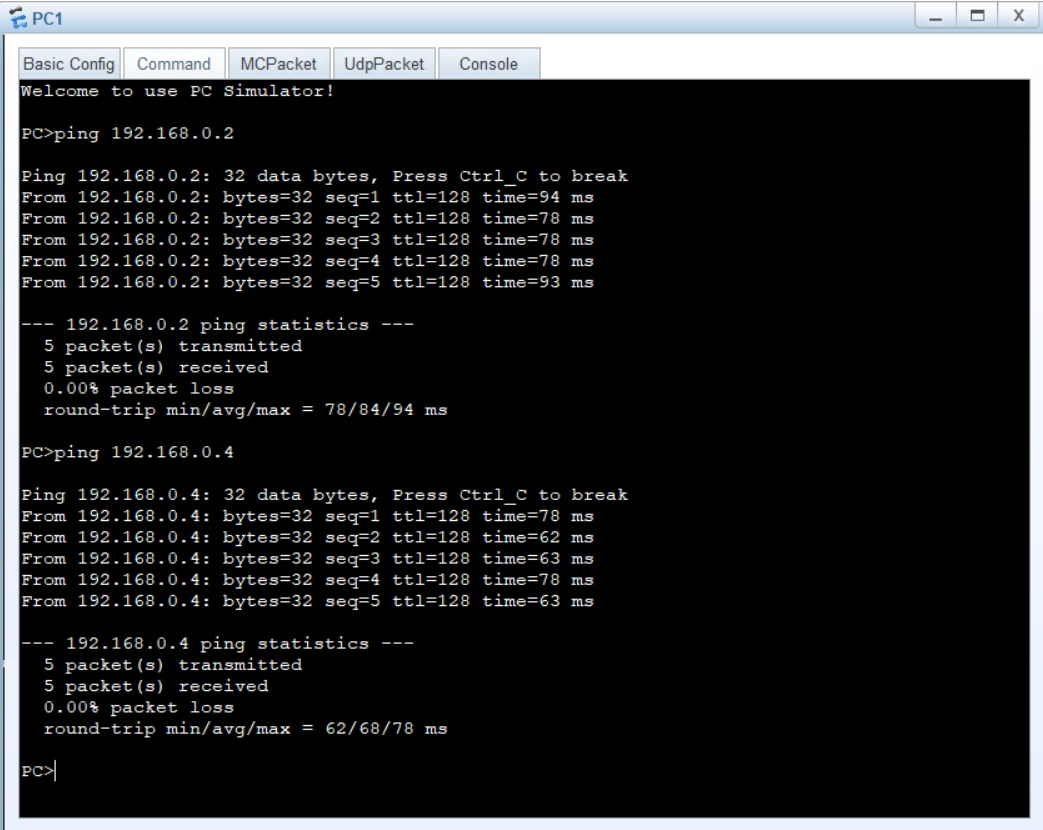 PC1
X
Basic Config Command MCPacket UdpPacket Console
Welcome to use PC Simulator!
PC>ping 192.168.0.2
Ping 192.168.0.2: 32 data bytes, Press Ctrl_C to break
From 192.168.0.2: bytes=32 seq=1 ttl=128 time=94 ms
From 192.168.0.2: bytes=32 seq=2 ttl=128 time=78 ms
From 192.168.0.2: bytes=32 seq=3 ttl=128 time=78 ms
From 192.168.0.2: bytes=32 seq=4 ttl=128 time=78 ms
From 192.168.0.2: bytes=32 seq=5 ttl=128 time=93 ms
--- 192.168.0.2 ping statistics ---
5 packet(s) transmitted
5 packet(s) received
0.00% packet loss
round-trip min/avg/max = 78/84/94 ms
PC>ping 192.168.0.4
Ping 192.168.0.4: 32 data bytes, Press Ctrl_C to break
From 192.168.0.4: bytes=32 seq=1 ttl=128 time=78 ms
From 192.168.0.4: bytes=32 seq=2 ttl=128 time=62 ms
From 192.168.0.4: bytes=32 seq=3 ttl=128 time=63 ms
From 192.168.0.4: bytes=32 seq=4 ttl=128 time=78 ms
From 192.168.0.4: bytes=32 seq=5 ttl=128 time=63 ms
--- 192.168.0.4 ping statistics ---
5 packet(s) transmitted
5 packet(s) received
0.00% packet loss
round-trip min/avg/max = 62/68/78 ms
PC>